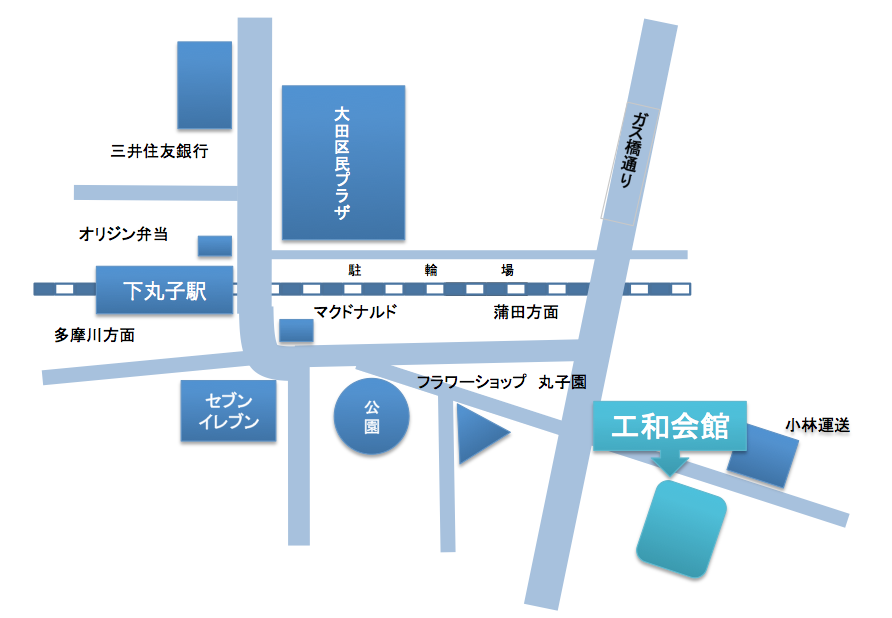 三井住友銀行
大田区民プラザ
ガス橋通り
オリジン弁当
下丸子駅
駐輪場
マクドナルド
蒲田方面
多摩川方面
フラワーショップ 丸子園
セブン
イレブン
公園
工和会館
小林運送